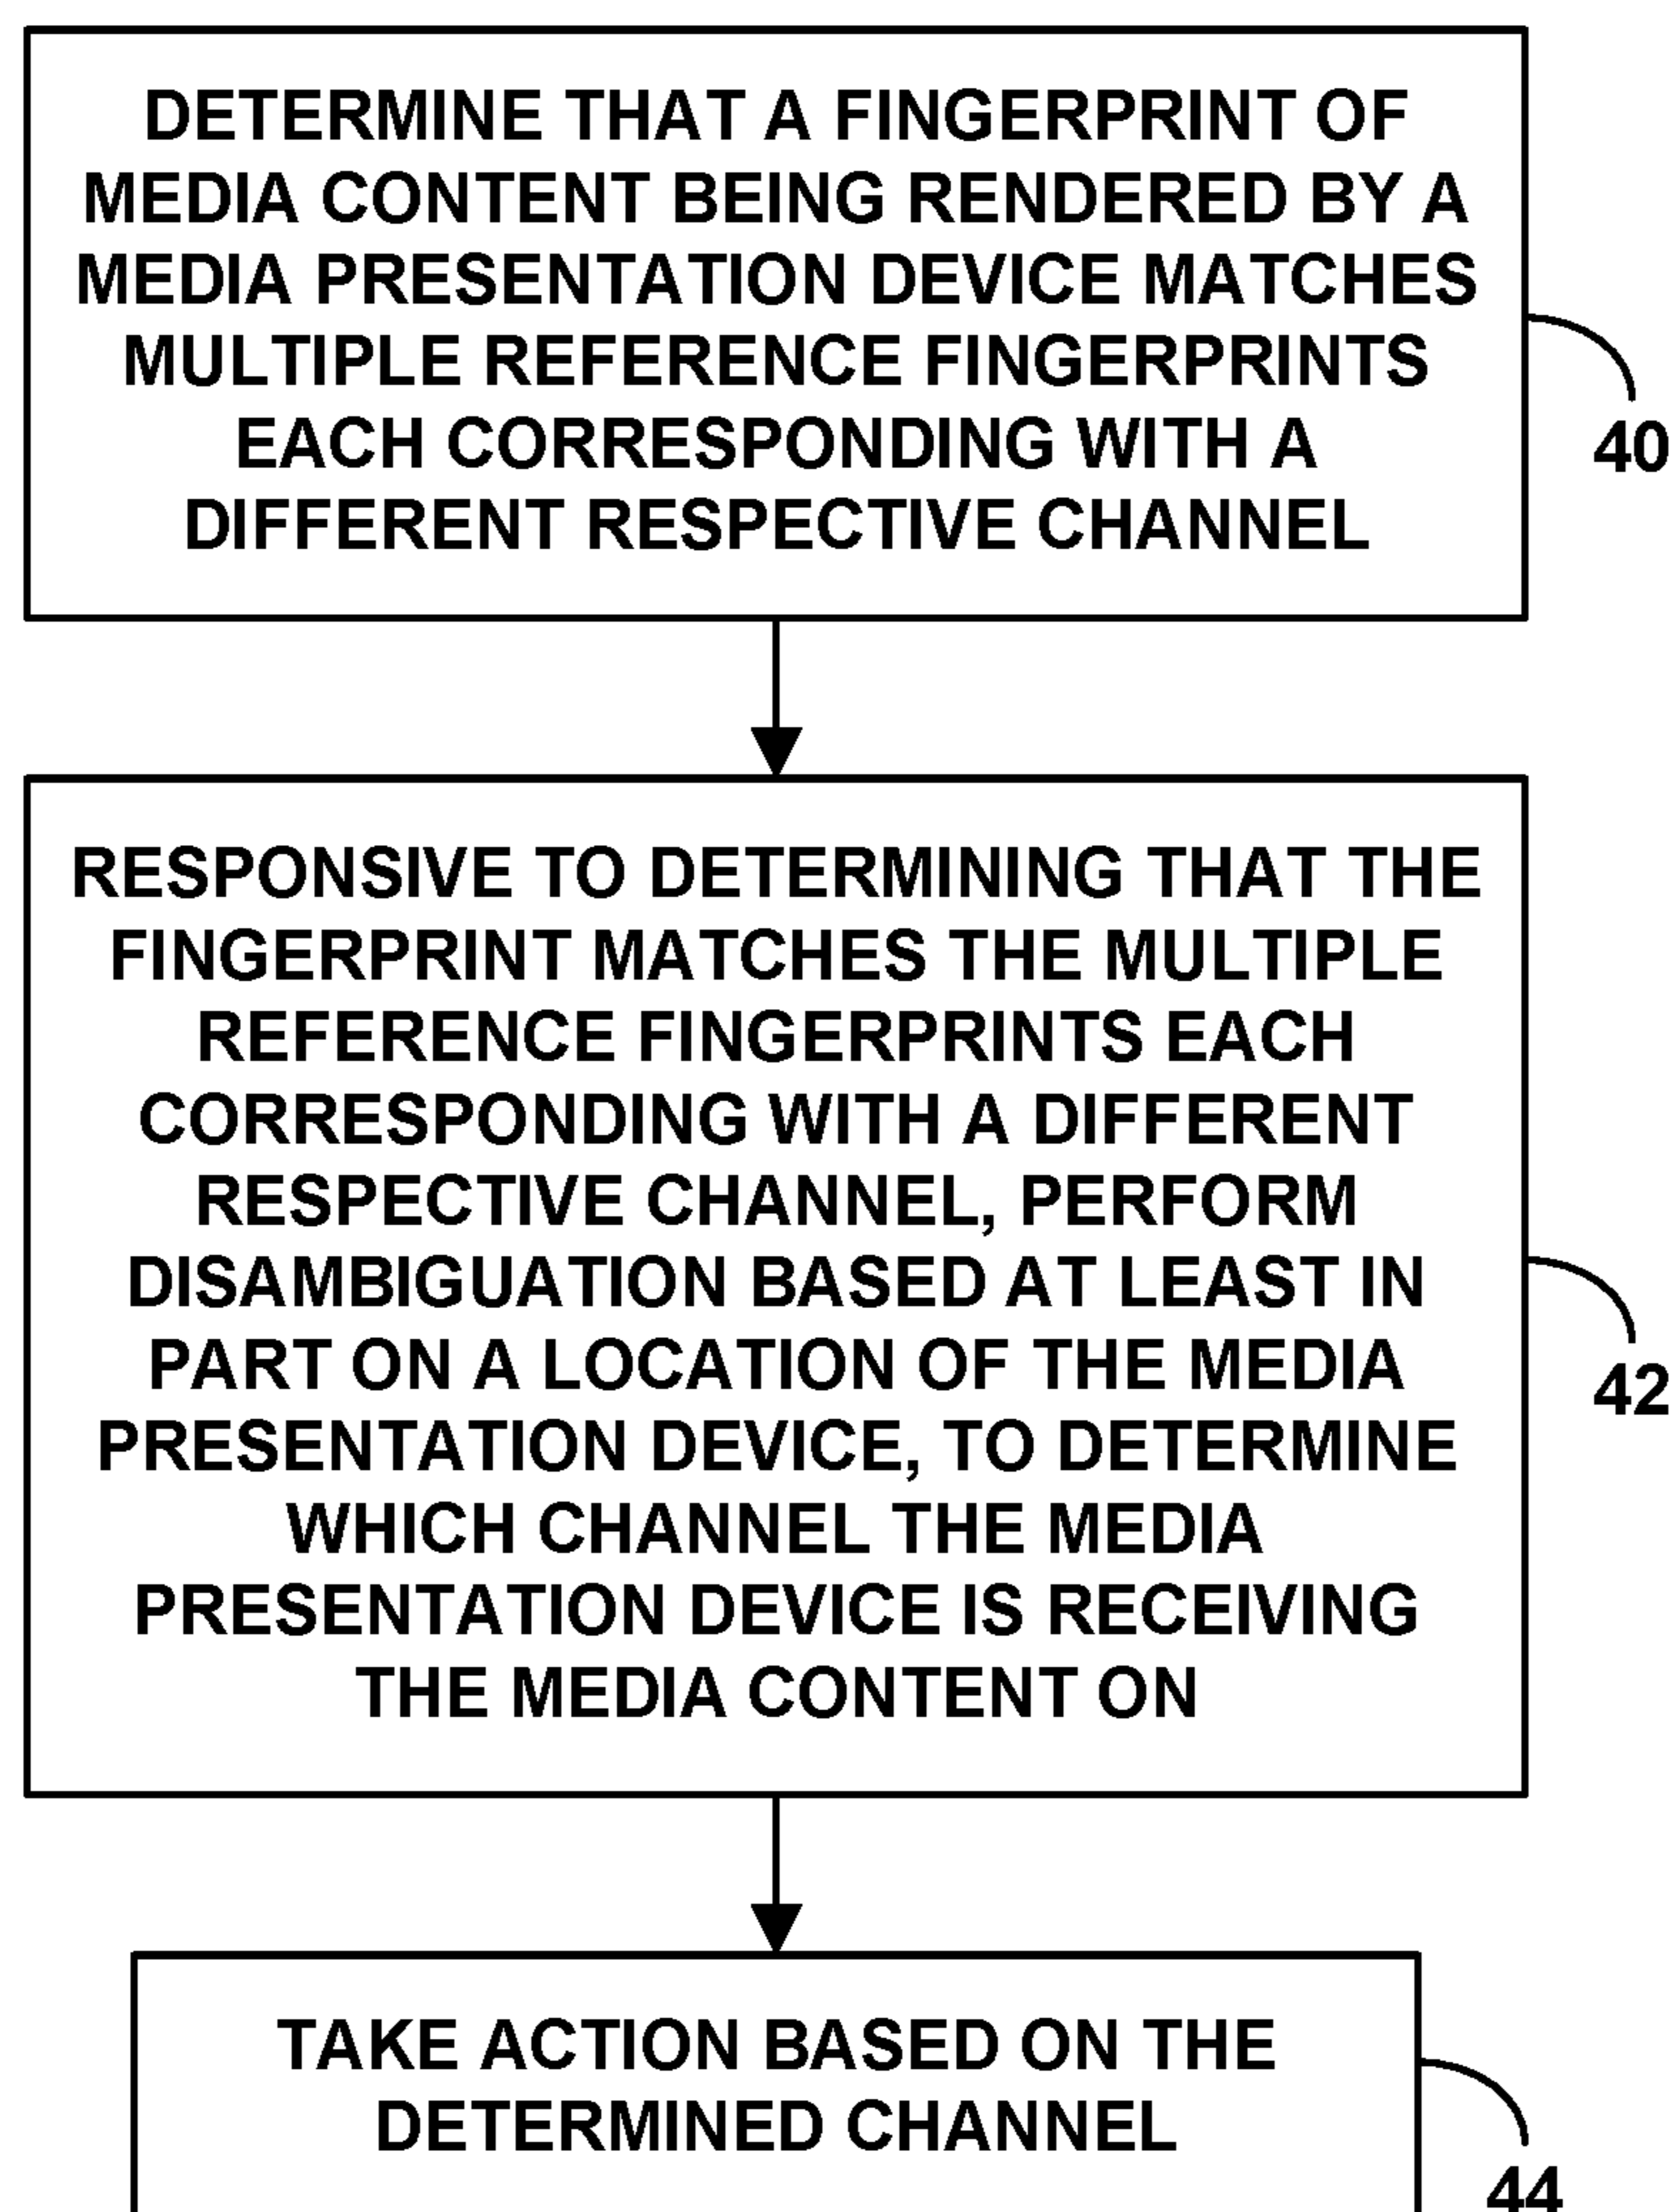 DETERMINE THAT A FINGERPRINT OF
MEDIA CONTENT BEING RENDERED BY A
MEDIA PRESENTATION DEVICE MATCHES
MULTIPLE REFERENCE FINGERPRINTS
EACH CORRESPONDING WITH A
DIFFERENT RESPECTIVE CHANNEL
40
RESPONSIVE TO DETERMINING THAT THE
FINGERPRINT MATCHES THE MULTIPLE
REFERENCE FINGERPRINTS EACH
CORRESPONDING WITH A DIFFERENT
RESPECTIVE CHANNEL, PERFORM
DISAMBIGUATION BASED AT LEAST IN
PART ON A LOCATION OF THE MEDIA
PRESENTATION DEVICE, TO DETERMINE
WHICH CHANNEL THE MEDIA
PRESENTATION DEVICE IS RECEIVING
THE MEDIA CONTENT ON
42
TAKE ACTION BASED ON THE
DETERMINED CHANNEL
44